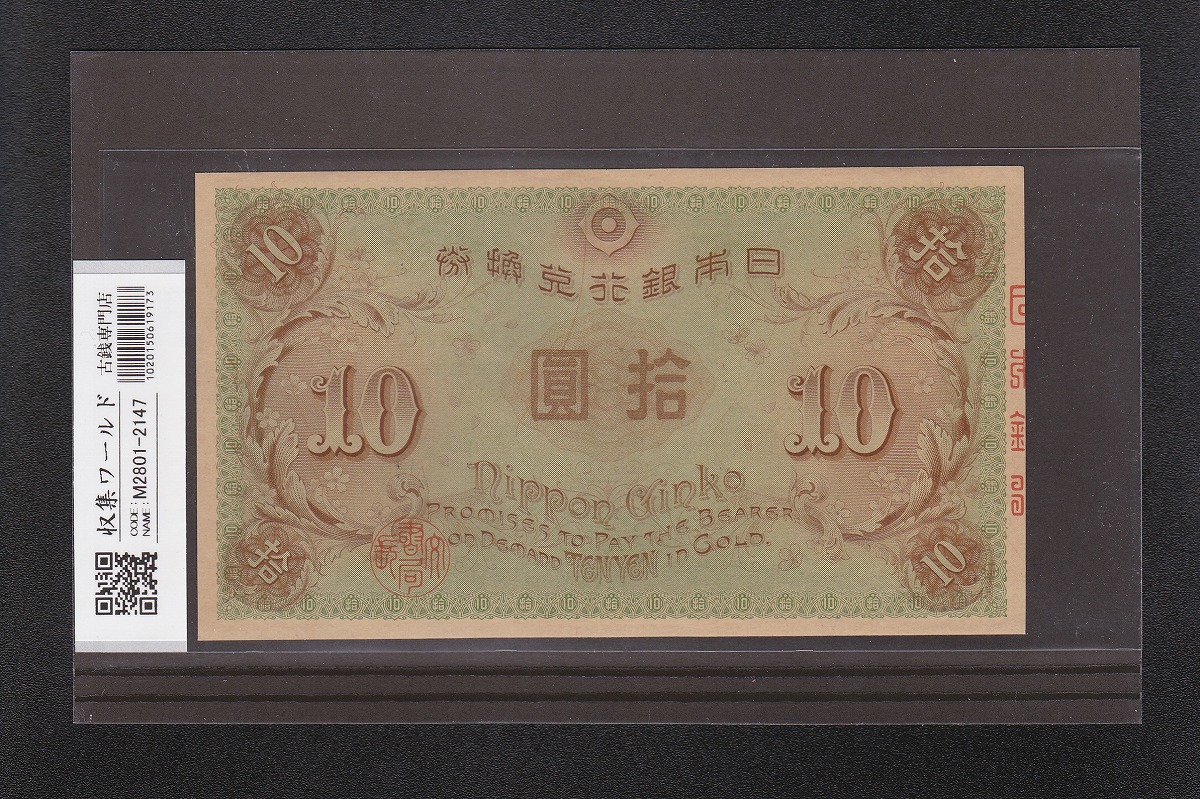 日本銀行兌換券
10
拾
拾圓
10
10
Nippon Ginko
PROMISES TO PAY THE BEARER
ON DEMAND TEN YEN IN GOLD.
拾
10
収集ワールド 古銭専門店
CODE:
NAME: M2801-2147
1020150619173